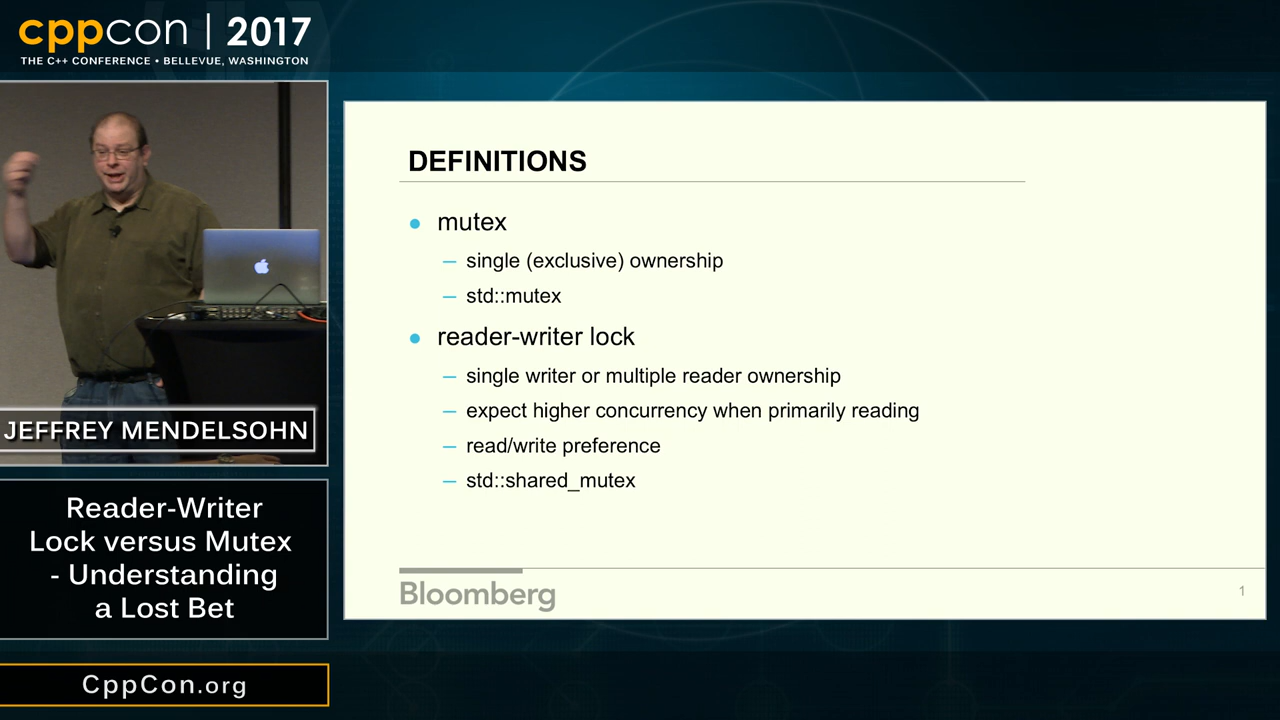 cppcon | 2017
THE C++ CONFERENCE • BELLEVUE, WASHINGTON
JEFFREY MENDELSOHN
Reader-Writer
Lock versus Mutex
- Understanding
a Lost Bet
CppCon.org
DEFINITIONS
● mutex
– single (exclusive) ownership
– std::mutex
● reader-writer lock
– single writer or multiple reader ownership
– expect higher concurrency when primarily reading
– read/write preference
– std::shared_mutex
Bloomberg
1